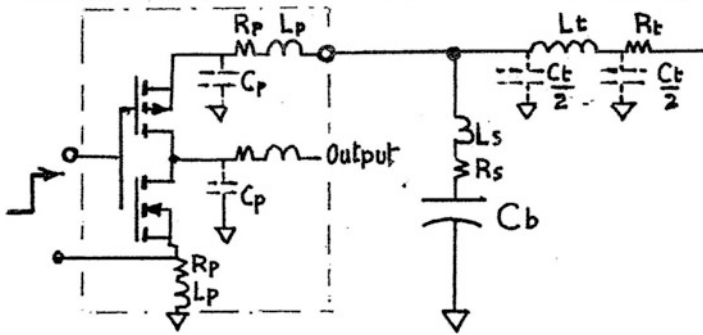 Rp Lp
Lt Rt
Cp
Ct/2 Ct/2
Ls
Output
Rs
Cp
Cb
Rp
Lp